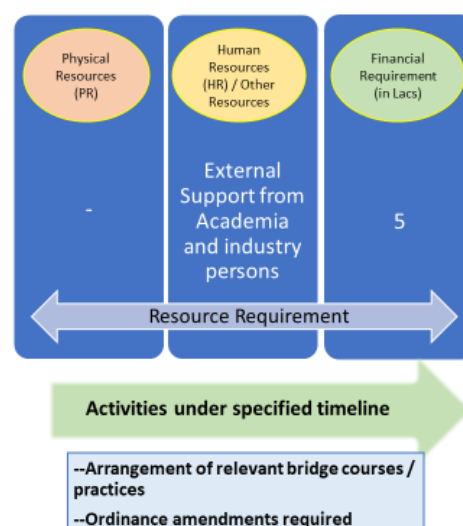 Physical
Resources
(PR)
Human
Resources
(HR) / Other
Resources
Financial
Requirement
(in Lacs)
-
External
Support from
Academia
and industry
persons
5
Resource Requirement
Activities under specified timeline
--Arrangement of relevant bridge courses /
practices
--Ordinance amendments required